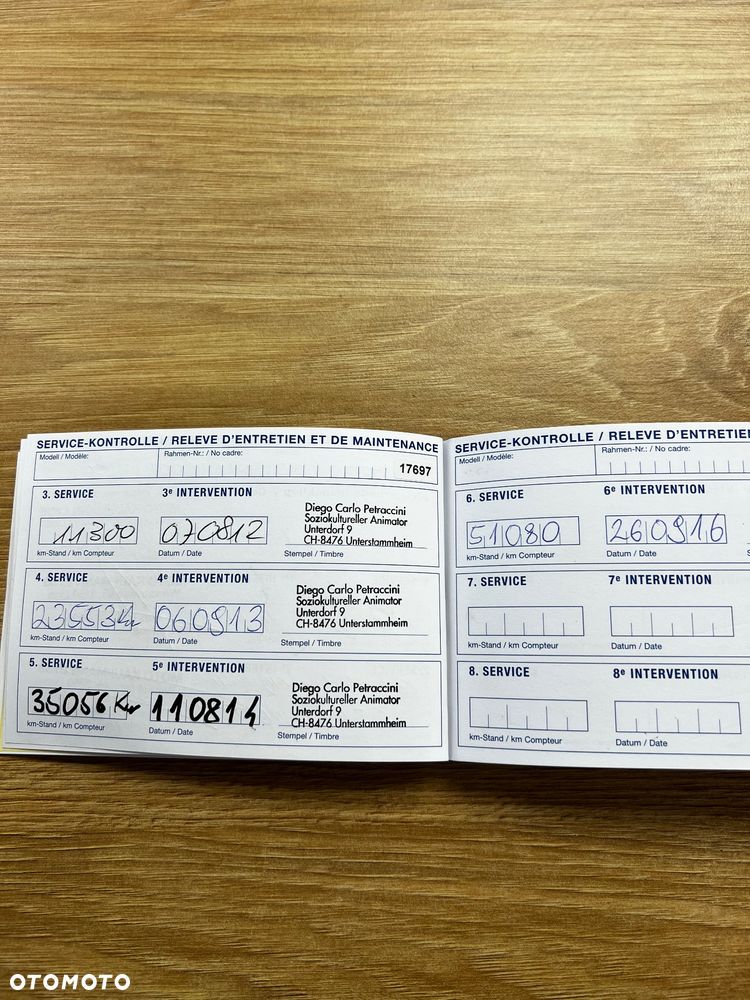 SERVICE-KONTROLLE / RELEVE D'ENTRETIEN ET DE MAINTENANCE
Modell / Modèle:
Rahmen-Nr.: / No cadre:
17697
3. SERVICE
3e INTERVENTION
11300
070812
km-Stand / km Compteur
Datum / Date
Diego Carlo Petraccini
Soziokultureller Animator
Unterdorf 9
CH-8476 Unterstammheim
Stempel / Timbre
4. SERVICE
4e INTERVENTION
23553 Km
060813
km-Stand / km Compteur
Datum / Date
Diego Carlo Petraccini
Soziokultureller Animator
Unterdorf 9
CH-8476 Unterstammheim
Stempel / Timbre
5. SERVICE
5e INTERVENTION
35056 Km
110814
km-Stand / km Compteur
Datum / Date
Diego Carlo Petraccini
Soziokultureller Animator
Unterdorf 9
CH-8476 Unterstammheim
Stempel / Timbre
SERVICE-KONTROLLE / RELEVE D'ENTRETIEN
Modell / Modèle:
Rahmen-Nr.: / No cadre:
6. SERVICE
6e INTERVENTION
51080
260916
km-Stand / km Compteur
Datum / Date
7. SERVICE
7e INTERVENTION
km-Stand / km Compteur
Datum / Date
8. SERVICE
8e INTERVENTION
km-Stand / km Compteur
Datum / Date
OTOMOTO